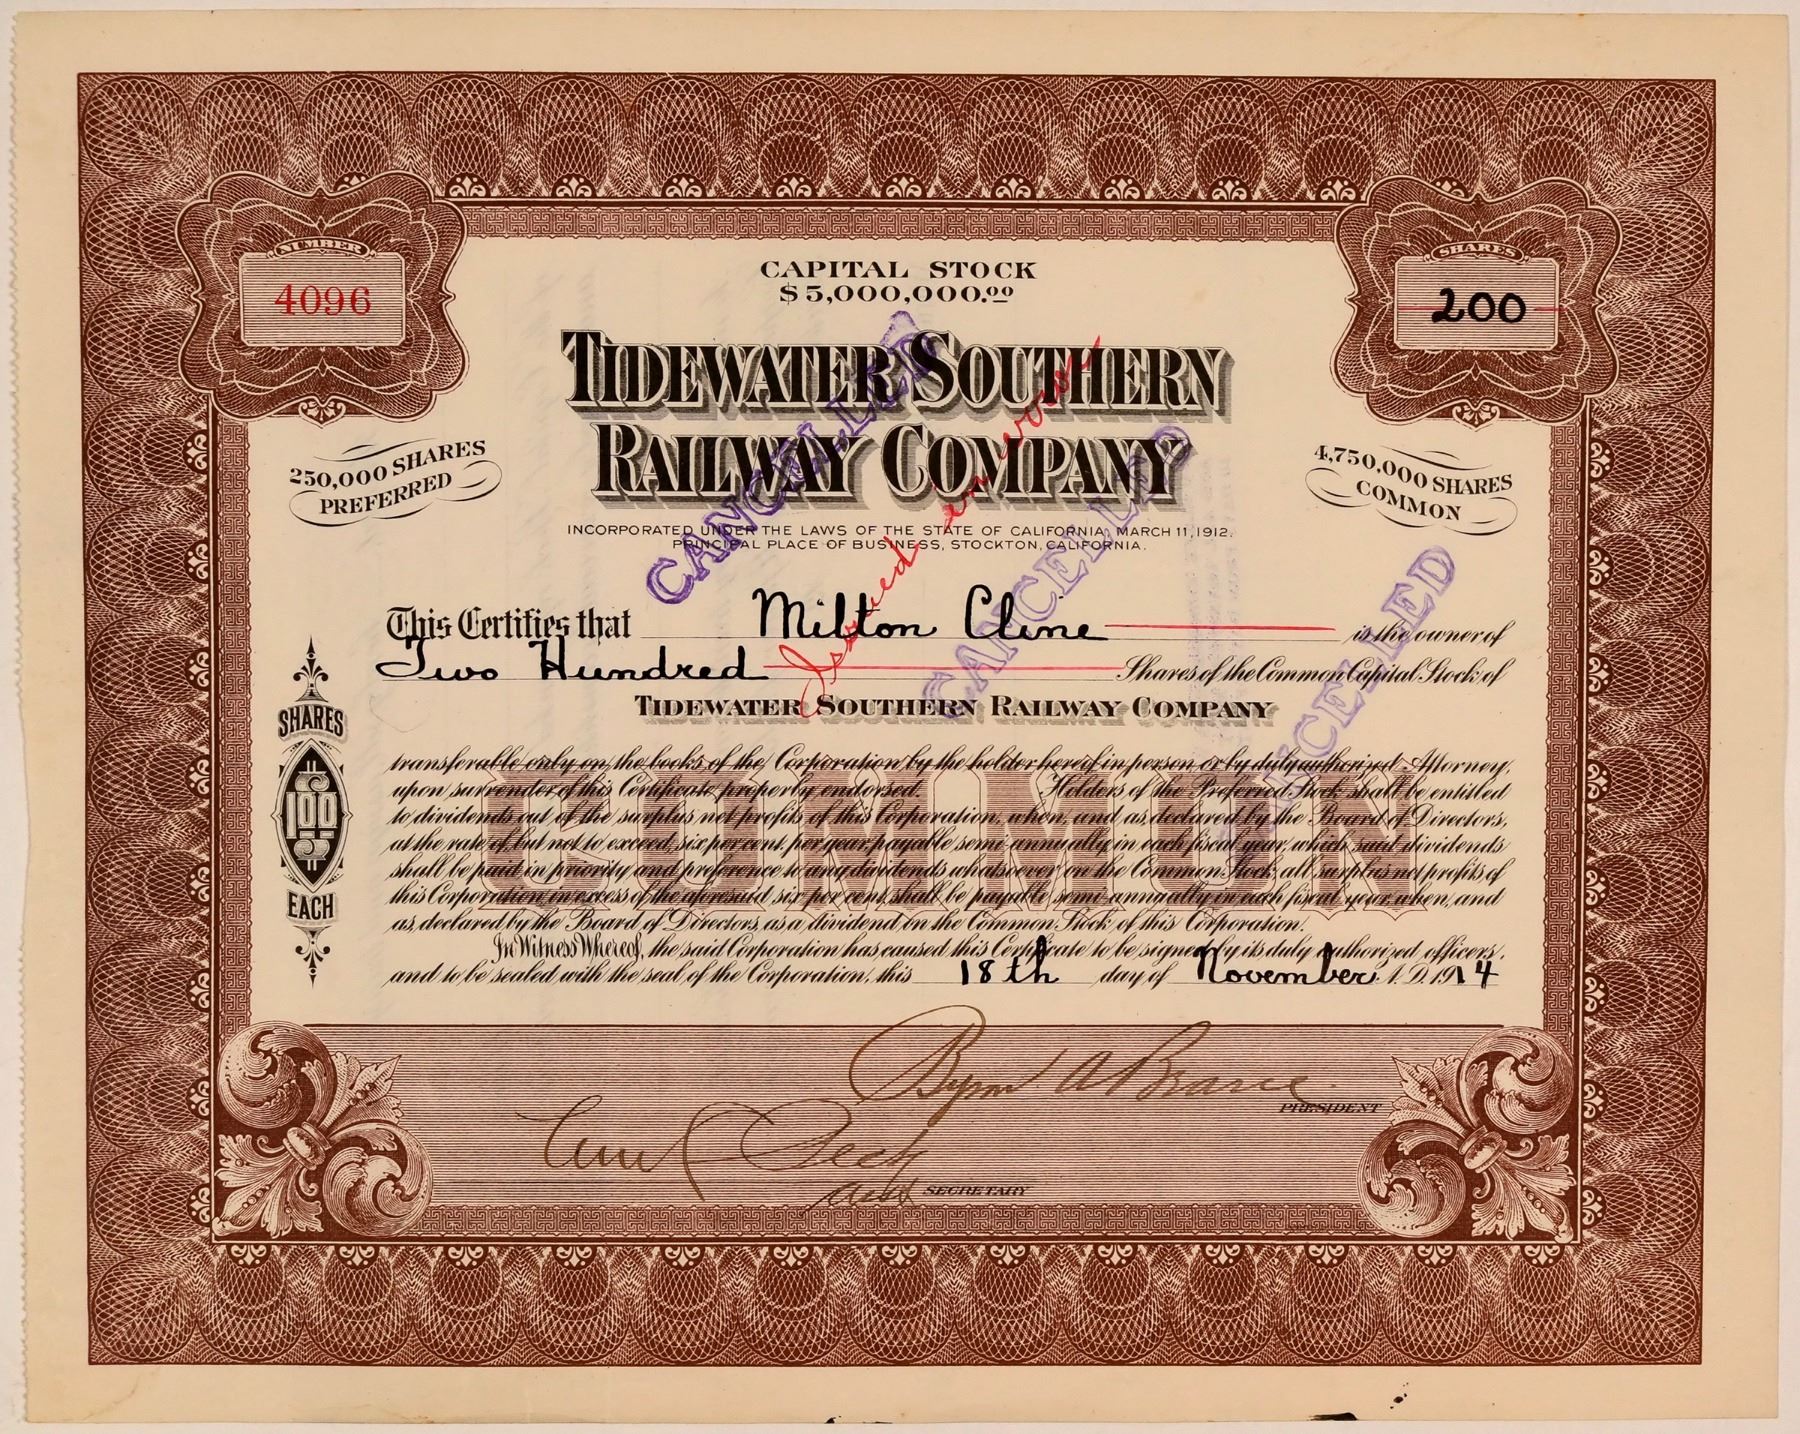 NUMBER
4096
SHARES
200
CAPITAL STOCK
$5,000,000.00
TIDEWATER SOUTHERN
RAILWAY COMPANY
250,000 SHARES
PREFERRED
4,750,000 SHARES
COMMON
INCORPORATED UNDER THE LAWS OF THE STATE OF CALIFORNIA, MARCH 11, 1912.
PRINCIPAL PLACE OF BUSINESS, STOCKTON, CALIFORNIA.
CANCELLED
CANCELLED
CANCELLED
Issued in error
This Certifies that Milton Cline is the owner of
Two Hundred Shares of the Common Capital Stock of
TIDEWATER SOUTHERN RAILWAY COMPANY
SHARES
$1.00
EACH
COMMON
transferable only on the books of the Corporation by the holder hereof in person or by duly authorized Attorney,
upon surrender of this Certificate properly endorsed. Holders of the Preferred Stock shall be entitled
to dividends out of the surplus net profits of this Corporation, when, and as, declared by the Board of Directors,
at the rate of, but not to exceed, six per cent. per year, payable semi-annually in each fiscal year, which said dividends
shall be paid in priority and preference to any dividends whatsoever on the Common Stock; all surplus net profits of
this Corporation in excess of the aforesaid six per cent. shall be payable semi-annually in each fiscal year, when, and
as, declared by the Board of Directors, as a dividend on the Common Stock of this Corporation.
In Witness Whereof, the said Corporation has caused this Certificate to be signed by its duly authorized officers,
and to be sealed with the seal of the Corporation, this 18th day of November A.D. 1914
Byron A Bearce
PRESIDENT
Peck
SECRETARY